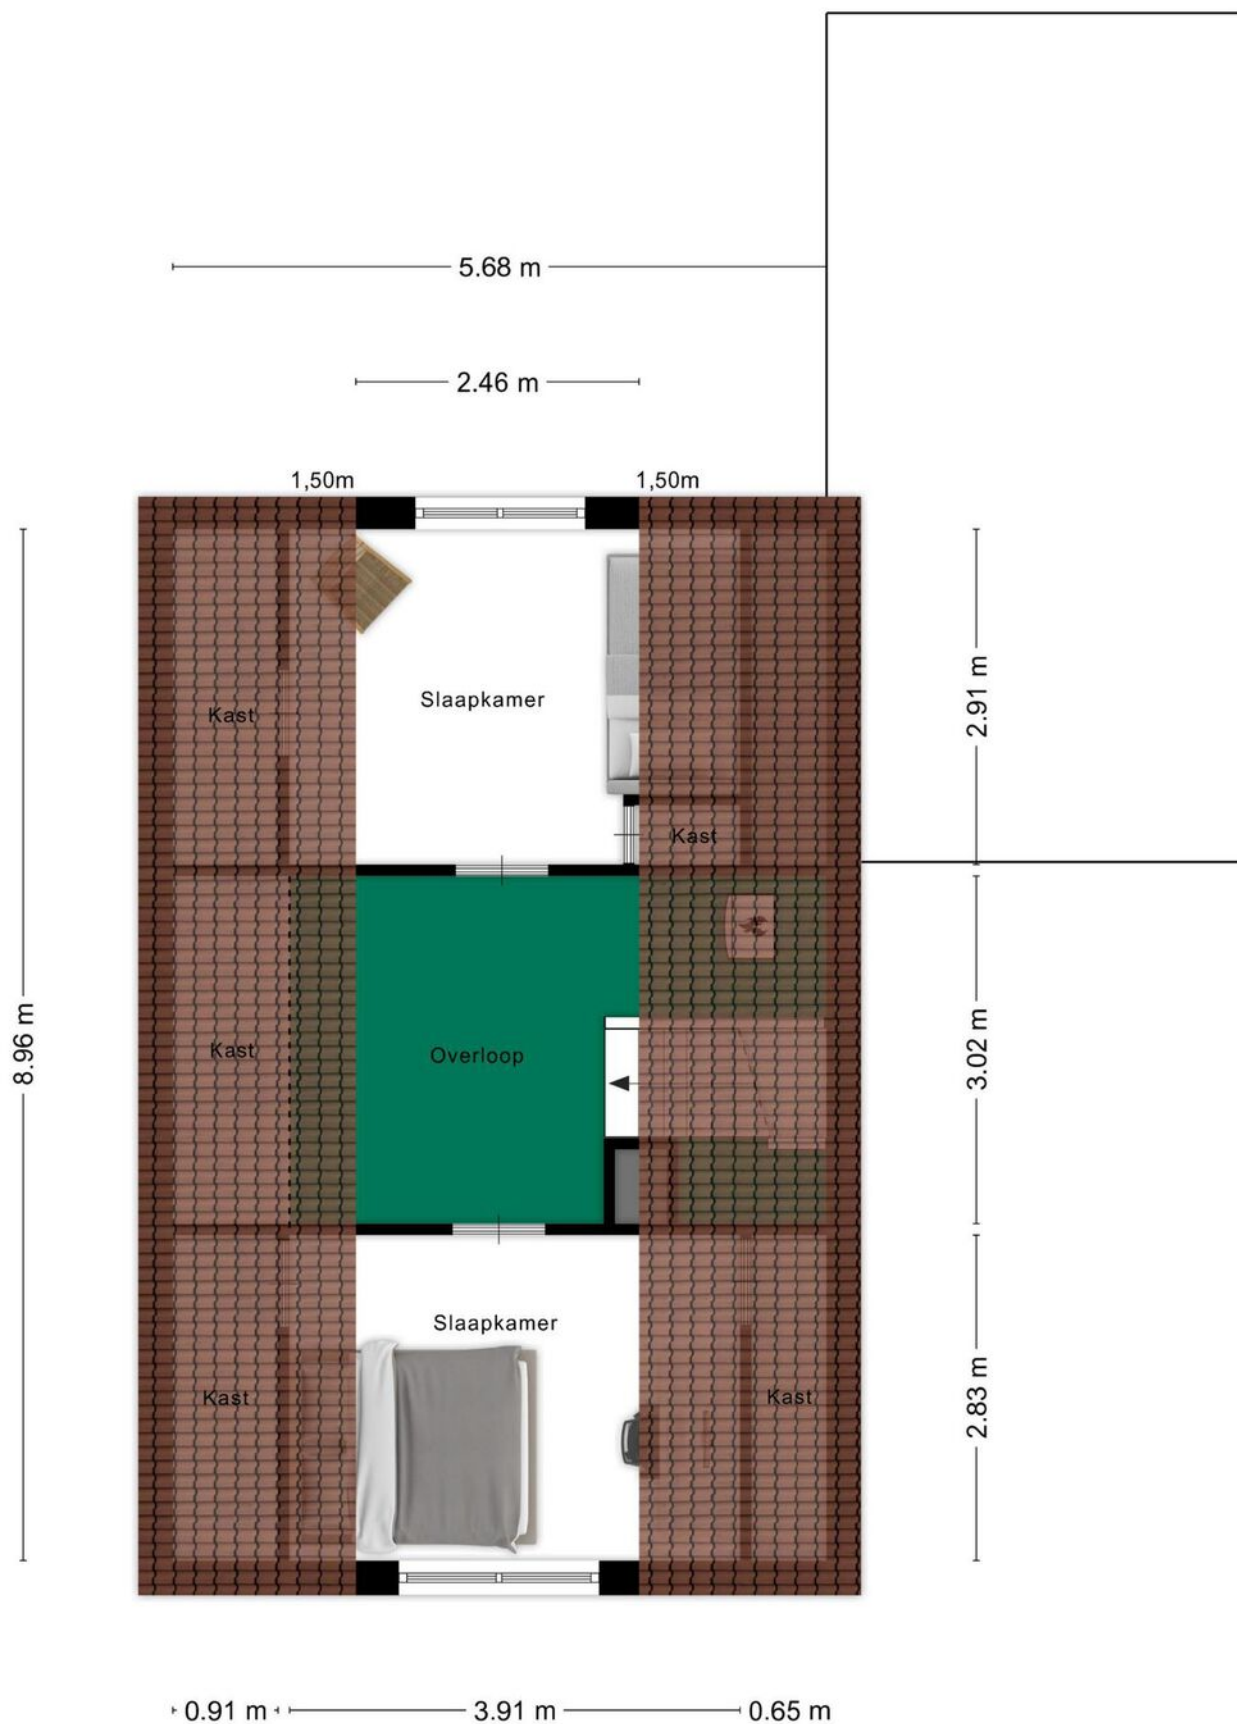 5.68 m
2.46 m
1,50m
1,50m
Slaapkamer
Kast
2.91 m
Kast
8.96 m
Kast
Overloop
3.02 m
Slaapkamer
Kast
Kast
2.83 m
0.91 m
3.91 m
0.65 m